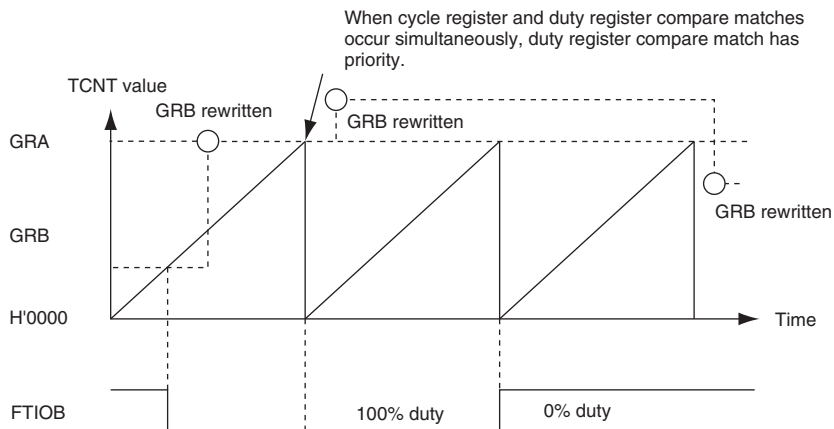 When cycle register and duty register compare matches
occur simultaneously, duty register compare match has
priority.
TCNT value
GRB rewritten
GRB rewritten
GRA
GRB rewritten
GRB
H'0000
Time
FTIOB
100% duty
0% duty